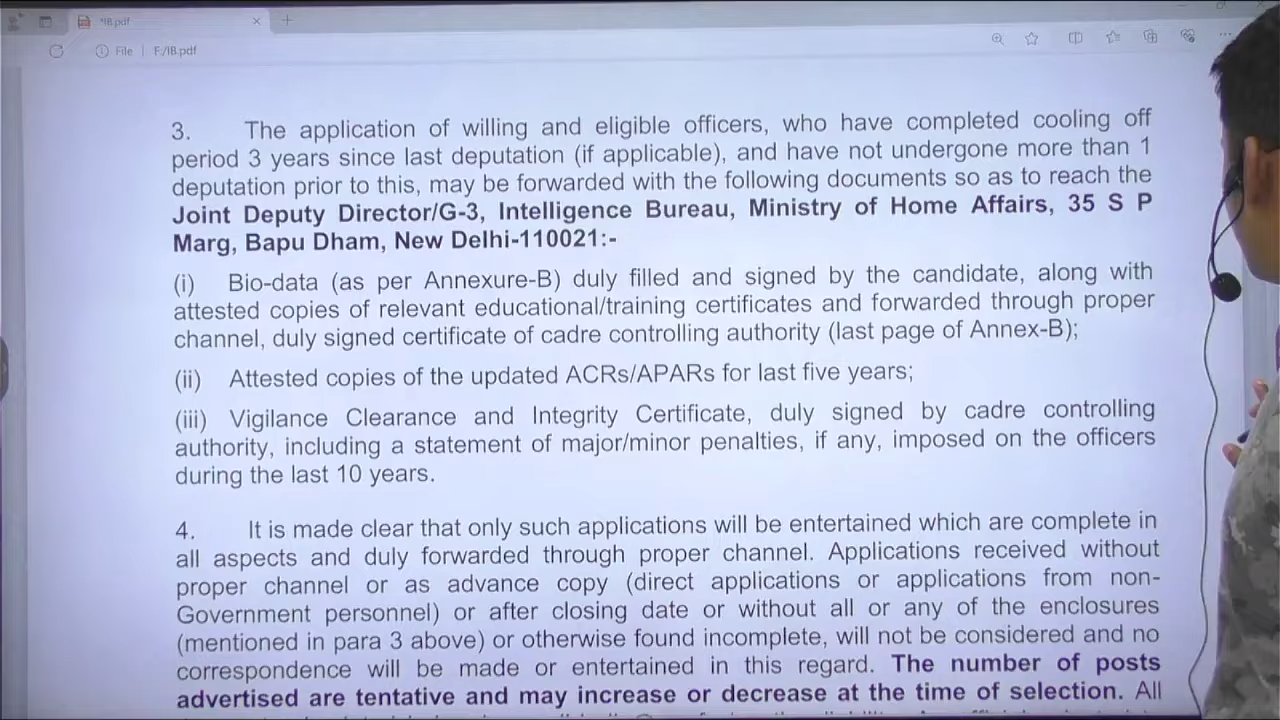 *IB.pdf
File | F:/IB.pdf
3. The application of willing and eligible officers, who have completed cooling off
period 3 years since last deputation (if applicable), and have not undergone more than 1
deputation prior to this, may be forwarded with the following documents so as to reach the
Joint Deputy Director/G-3, Intelligence Bureau, Ministry of Home Affairs, 35 S P
Marg, Bapu Dham, New Delhi-110021:-
(i) Bio-data (as per Annexure-B) duly filled and signed by the candidate, along with
attested copies of relevant educational/training certificates and forwarded through proper
channel, duly signed certificate of cadre controlling authority (last page of Annex-B);
(ii) Attested copies of the updated ACRs/APARs for last five years;
(iii) Vigilance Clearance and Integrity Certificate, duly signed by cadre controlling
authority, including a statement of major/minor penalties, if any, imposed on the officers
during the last 10 years.
4. It is made clear that only such applications will be entertained which are complete in
all aspects and duly forwarded through proper channel. Applications received without
proper channel or as advance copy (direct applications or applications from non-
Government personnel) or after closing date or without all or any of the enclosures
(mentioned in para 3 above) or otherwise found incomplete, will not be considered and no
correspondence will be made or entertained in this regard. The number of posts
advertised are tentative and may increase or decrease at the time of selection. All